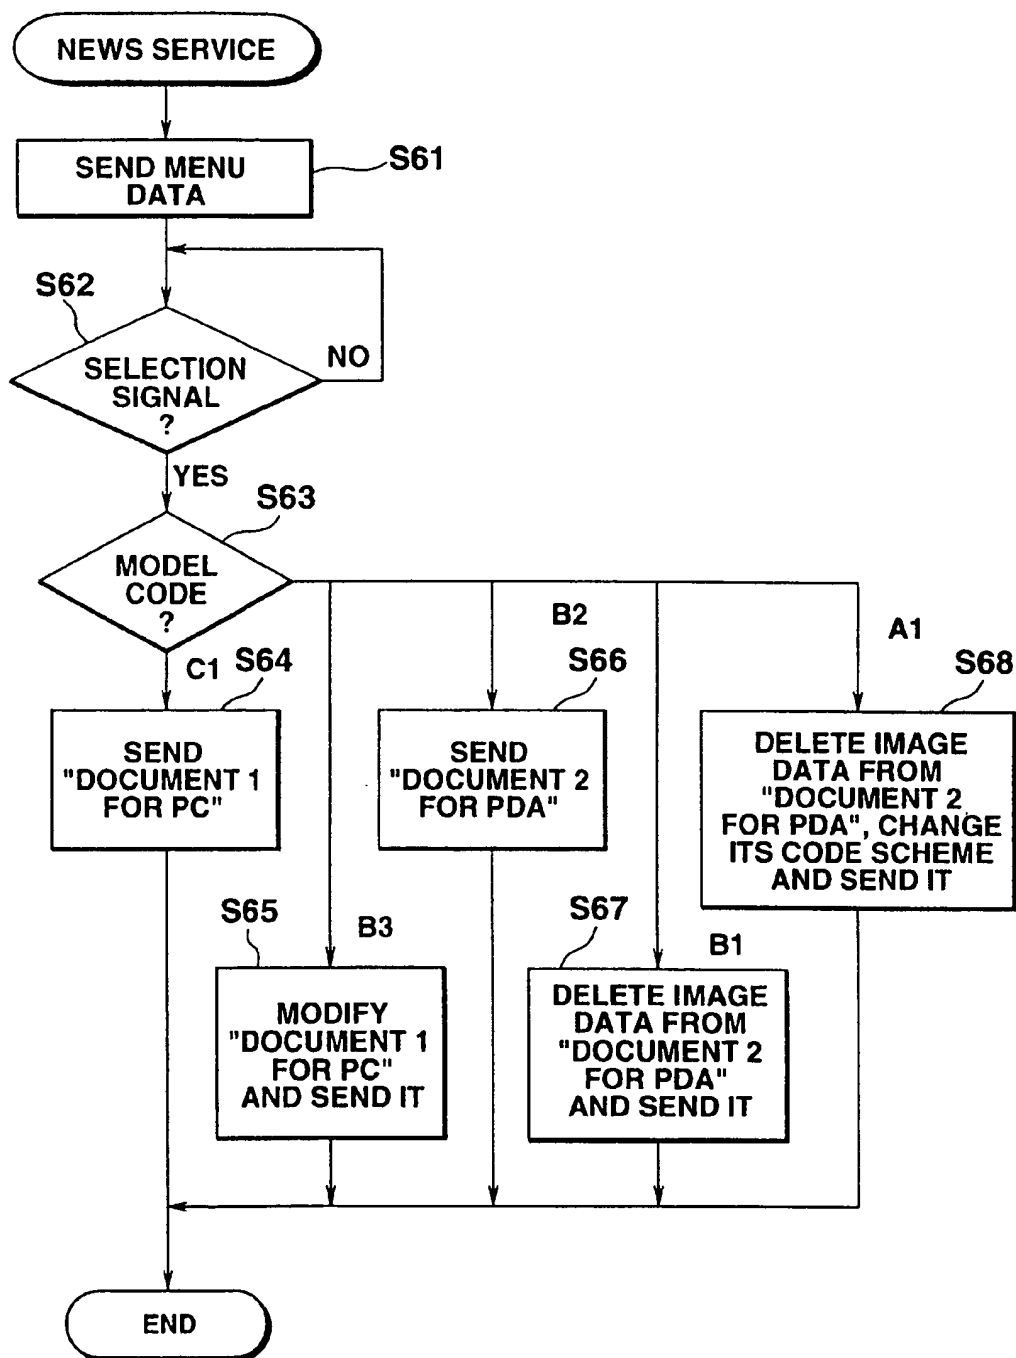 NEWS SERVICE
SEND MENU
DATA
S61
S62
SELECTION
SIGNAL
?
NO
YES
S63
MODEL
CODE
?
C1
S64
SEND
"DOCUMENT 1
FOR PC"
B3
S65
MODIFY
"DOCUMENT 1
FOR PC"
AND SEND IT
B2
S66
SEND
"DOCUMENT 2
FOR PDA"
B1
S67
DELETE IMAGE
DATA FROM
"DOCUMENT 2
FOR PDA"
AND SEND IT
A1
S68
DELETE IMAGE
DATA FROM
"DOCUMENT 2
FOR PDA", CHANGE
ITS CODE SCHEME
AND SEND IT
END